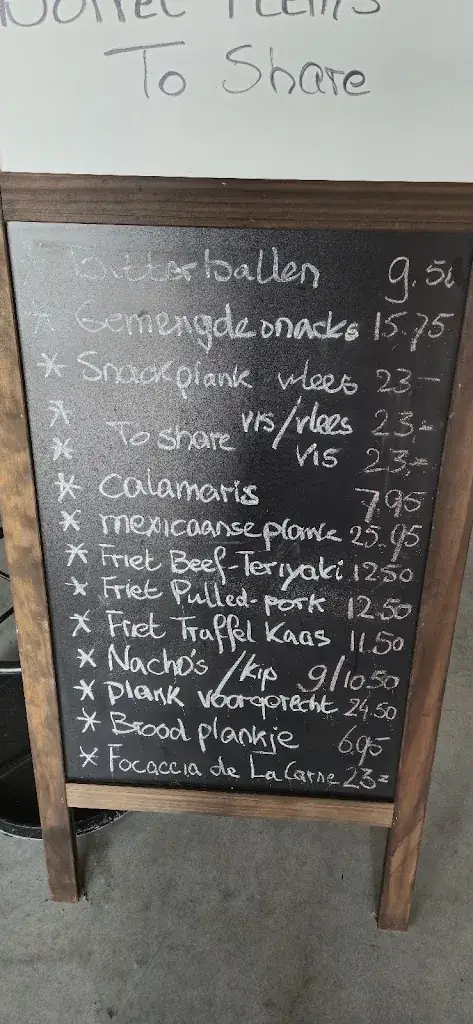 Items
To Share
Bitterballen 9.50
* Gemengde snacks 15.75
* Snackplank vlees 23.-
* vis/vlees 23.-
* To share vis 23.=
* Calamaris 7.95
* mexicaanse plank 25.95
* Friet Beef-Teriyaki 12.50
* Friet Pulled-pork 12.50
* Friet Truffel Kaas 11.50
* Nacho's /kip 9/10.50
* plank voorgerecht 24.50
* Brood plankje 6.95
* Focaccia de La Carne 23=